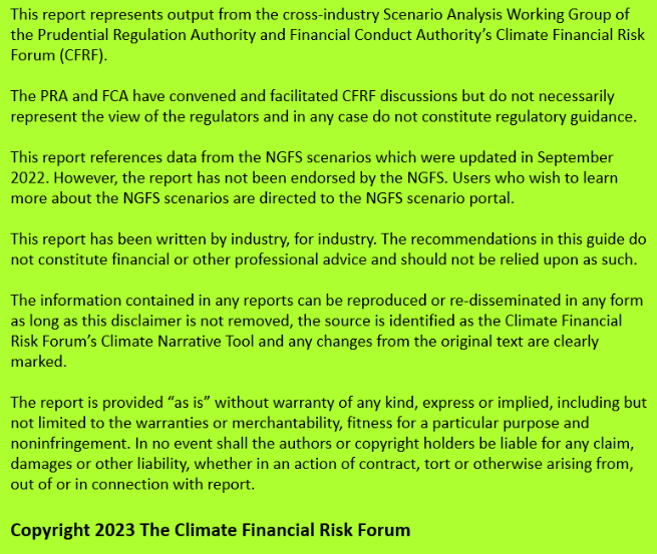 This report represents output from the cross-industry Scenario Analysis Working Group of
the Prudential Regulation Authority and Financial Conduct Authority's Climate Financial Risk
Forum (CFRF).
The PRA and FCA have convened and facilitated CFRF discussions but do not necessarily
represent the view of the regulators and in any case do not constitute regulatory guidance.
This report references data from the NGFS scenarios which were updated in September
2022. However, the report has not been endorsed by the NGFS. Users who wish to learn
more about the NGFS scenarios are directed to the NGFS scenario portal.
This report has been written by industry, for industry. The recommendations in this guide do
not constitute financial or other professional advice and should not be relied upon as such.
The information contained in any reports can be reproduced or re-disseminated in any form
as long as this disclaimer is not removed, the source is identified as the Climate Financial
Risk Forum's Climate Narrative Tool and any changes from the original text are clearly
marked.
The report is provided “as is” without warranty of any kind, express or implied, including but
not limited to the warranties or merchantability, fitness for a particular purpose and
noninfringement. In no event shall the authors or copyright holders be liable for any claim,
damages or other liability, whether in an action of contract, tort or otherwise arising from,
out of or in connection with report.
Copyright 2023 The Climate Financial Risk Forum